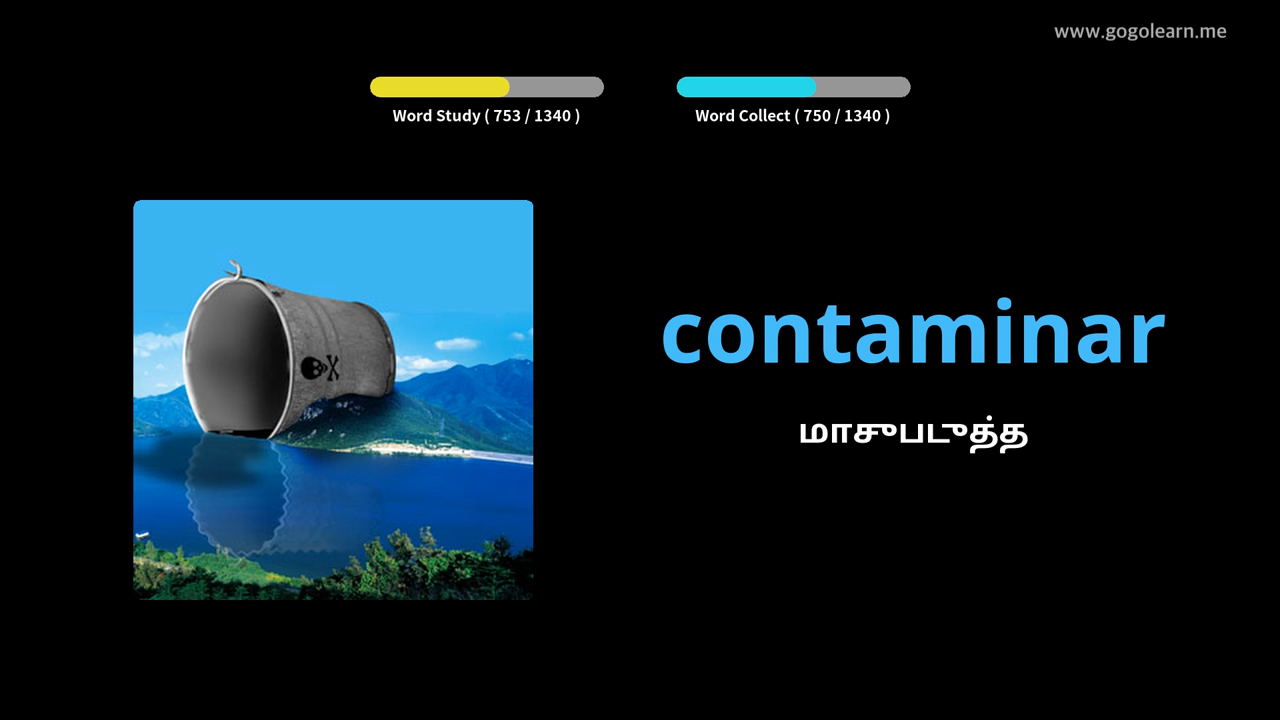 www.gogolearn.me
Word Study ( 753 / 1340 )
Word Collect ( 750 / 1340 )
contaminar
மாசுபடுத்த